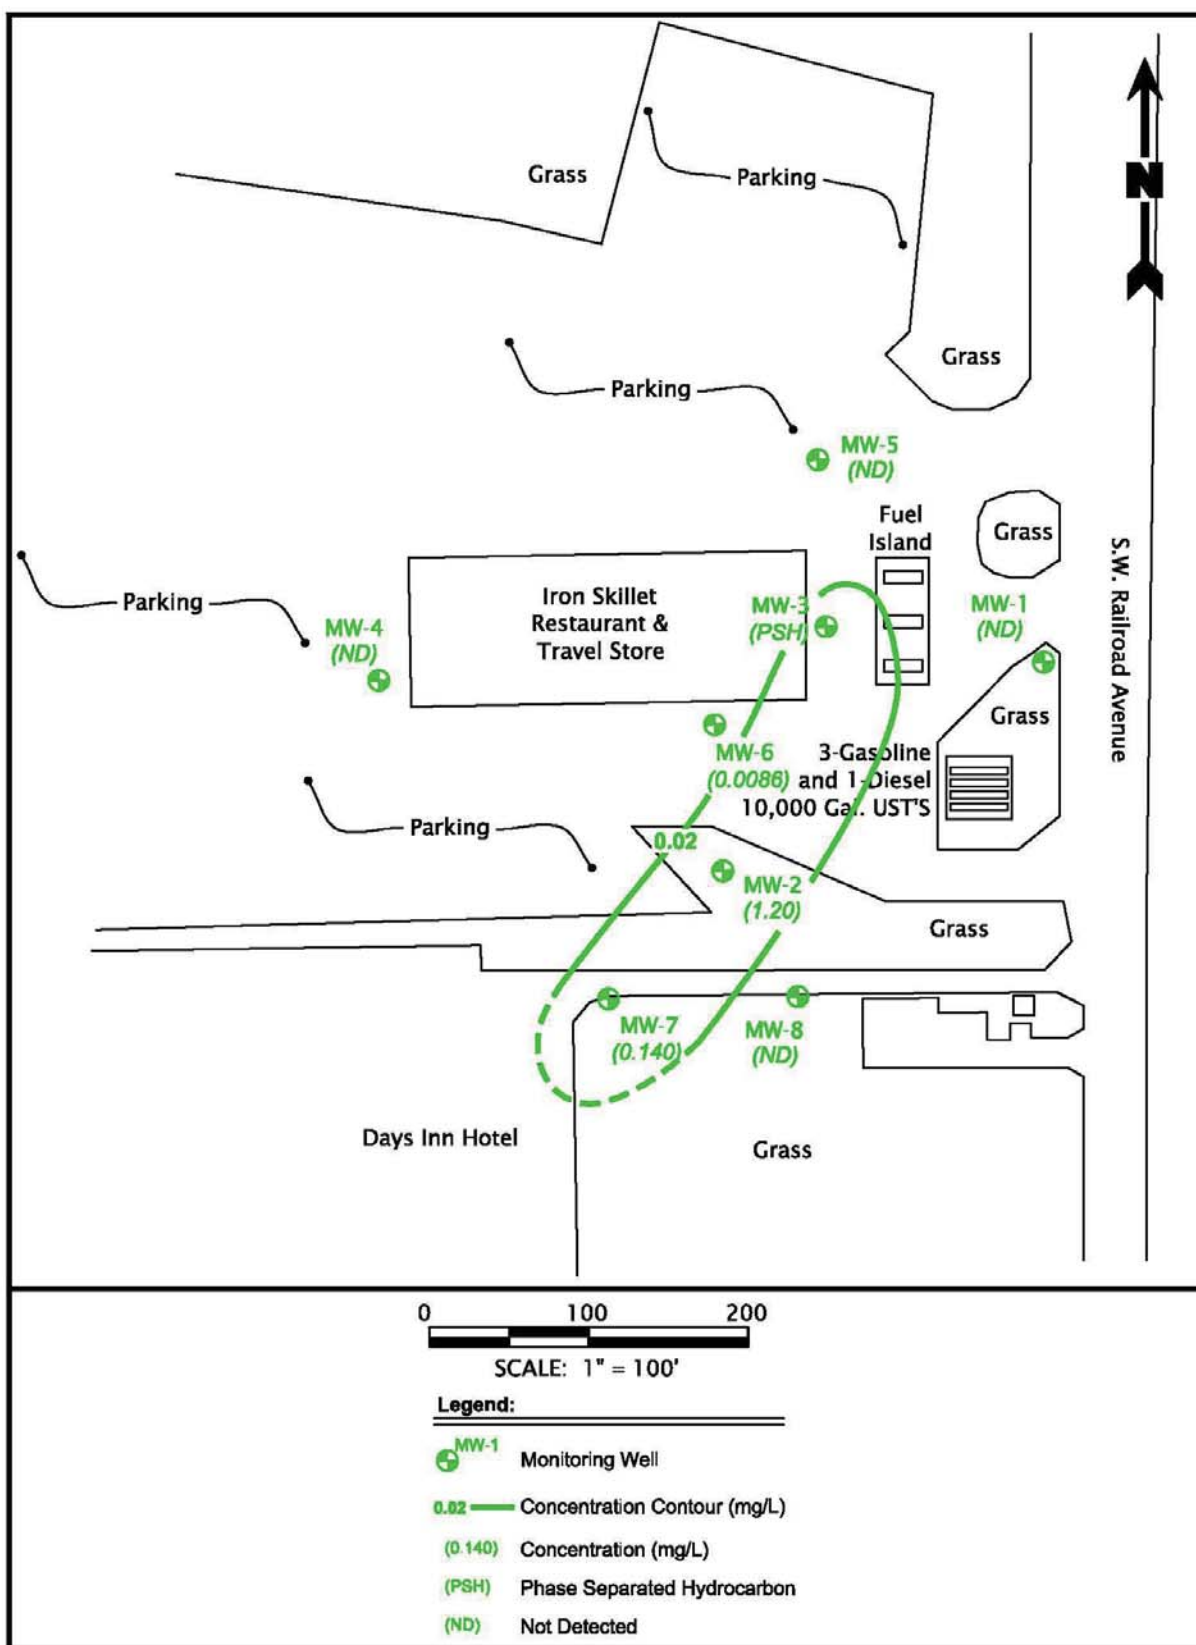 Grass
Parking
N
Grass
Parking
MW-5
(ND)
Fuel
Island
Grass
S.W. Railroad Avenue
Iron Skillet
Restaurant &
Travel Store
MW-3
(PSH)
MW-1
(ND)
Parking
MW-4
(ND)
Grass
MW-6
(0.0086)
3-Gasoline
and 1-Diesel
10,000 Gal. UST'S
Parking
0.02
MW-2
(1.20)
Grass
MW-7
(0.140)
MW-8
(ND)
Days Inn Hotel
Grass
0 100 200
SCALE: 1" = 100'
Legend:
MW-1 Monitoring Well
0.02 Concentration Contour (mg/L)
(0.140) Concentration (mg/L)
(PSH) Phase Separated Hydrocarbon
(ND) Not Detected